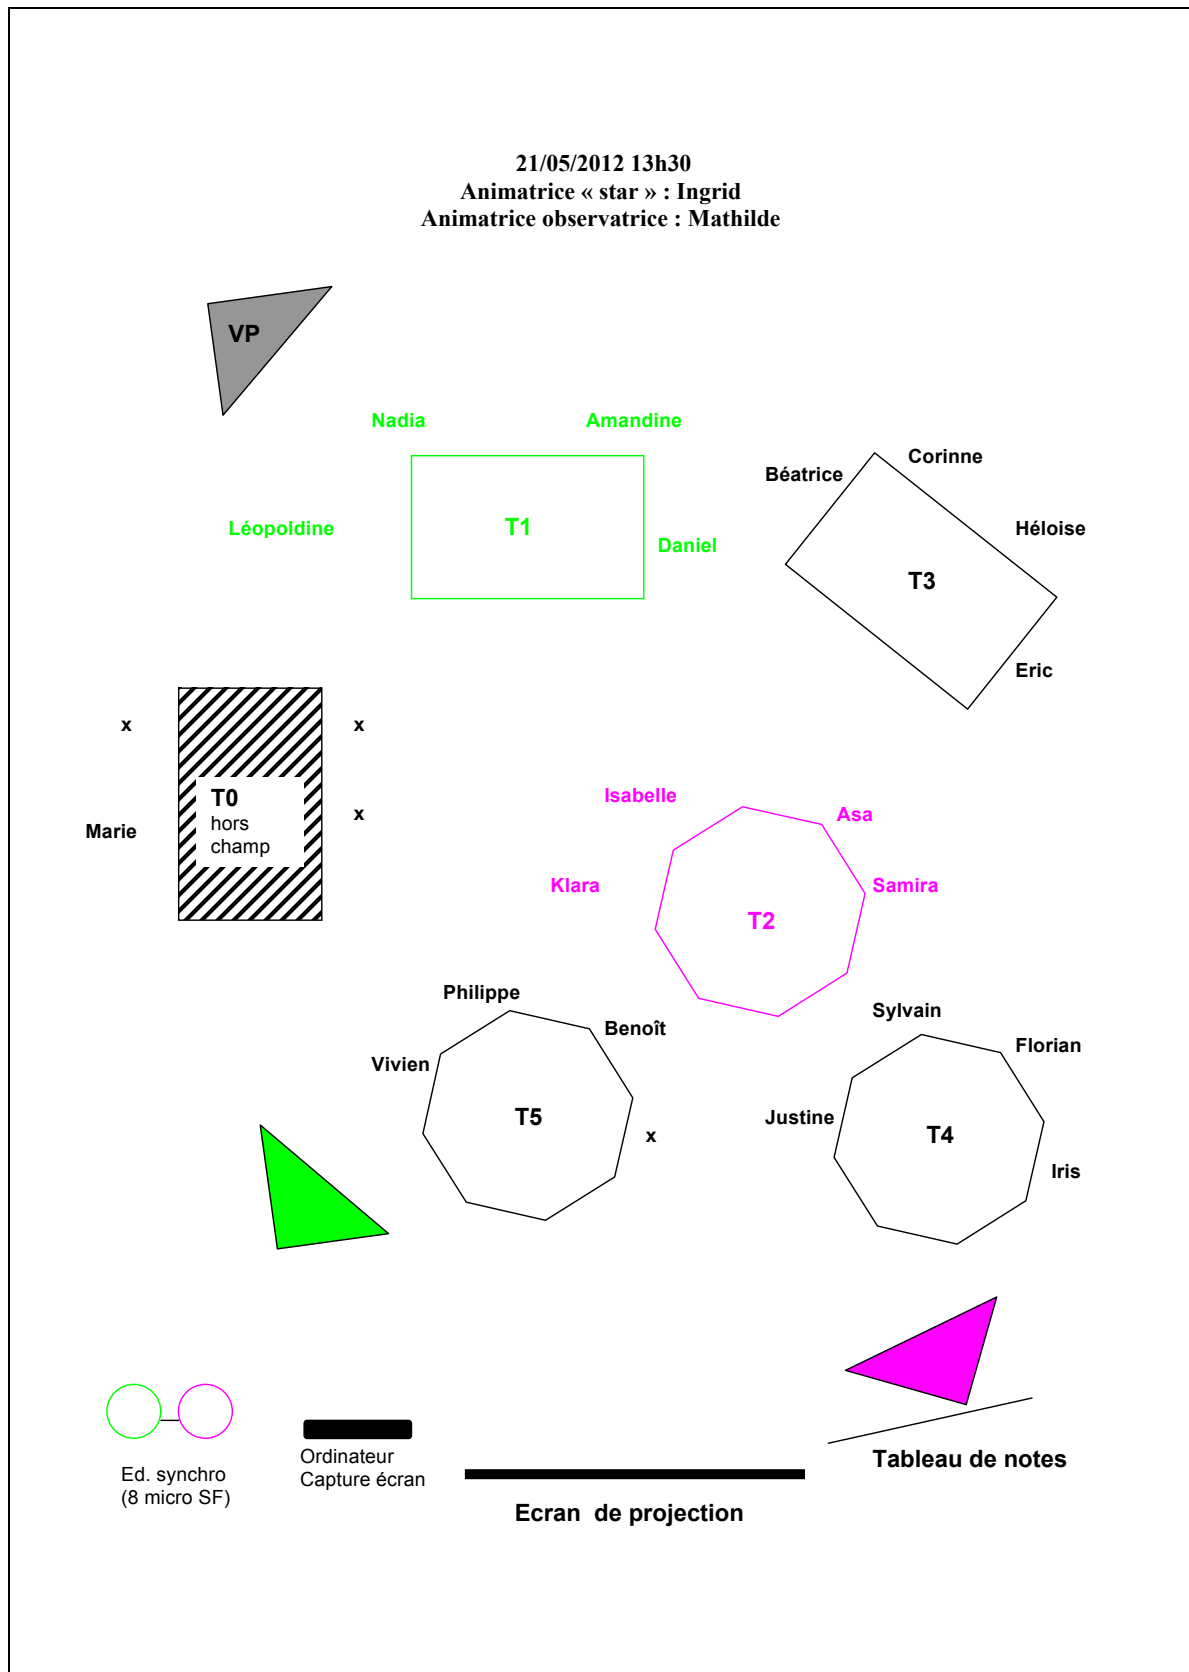 21/05/2012 13h30
Animatrice « star » : Ingrid
Animatrice observatrice : Mathilde
VP
Nadia
Amandine
Léopoldine
T1
Daniel
Béatrice
Corinne
Héloise
T3
Eric
x
x
T0
hors
champ
x
Marie
Isabelle
Asa
Klara
Samira
T2
Philippe
Benoît
Vivien
T5
x
Sylvain
Florian
Justine
T4
Iris
Ed. synchro
(8 micro SF)
Ordinateur
Capture écran
Ecran de projection
Tableau de notes